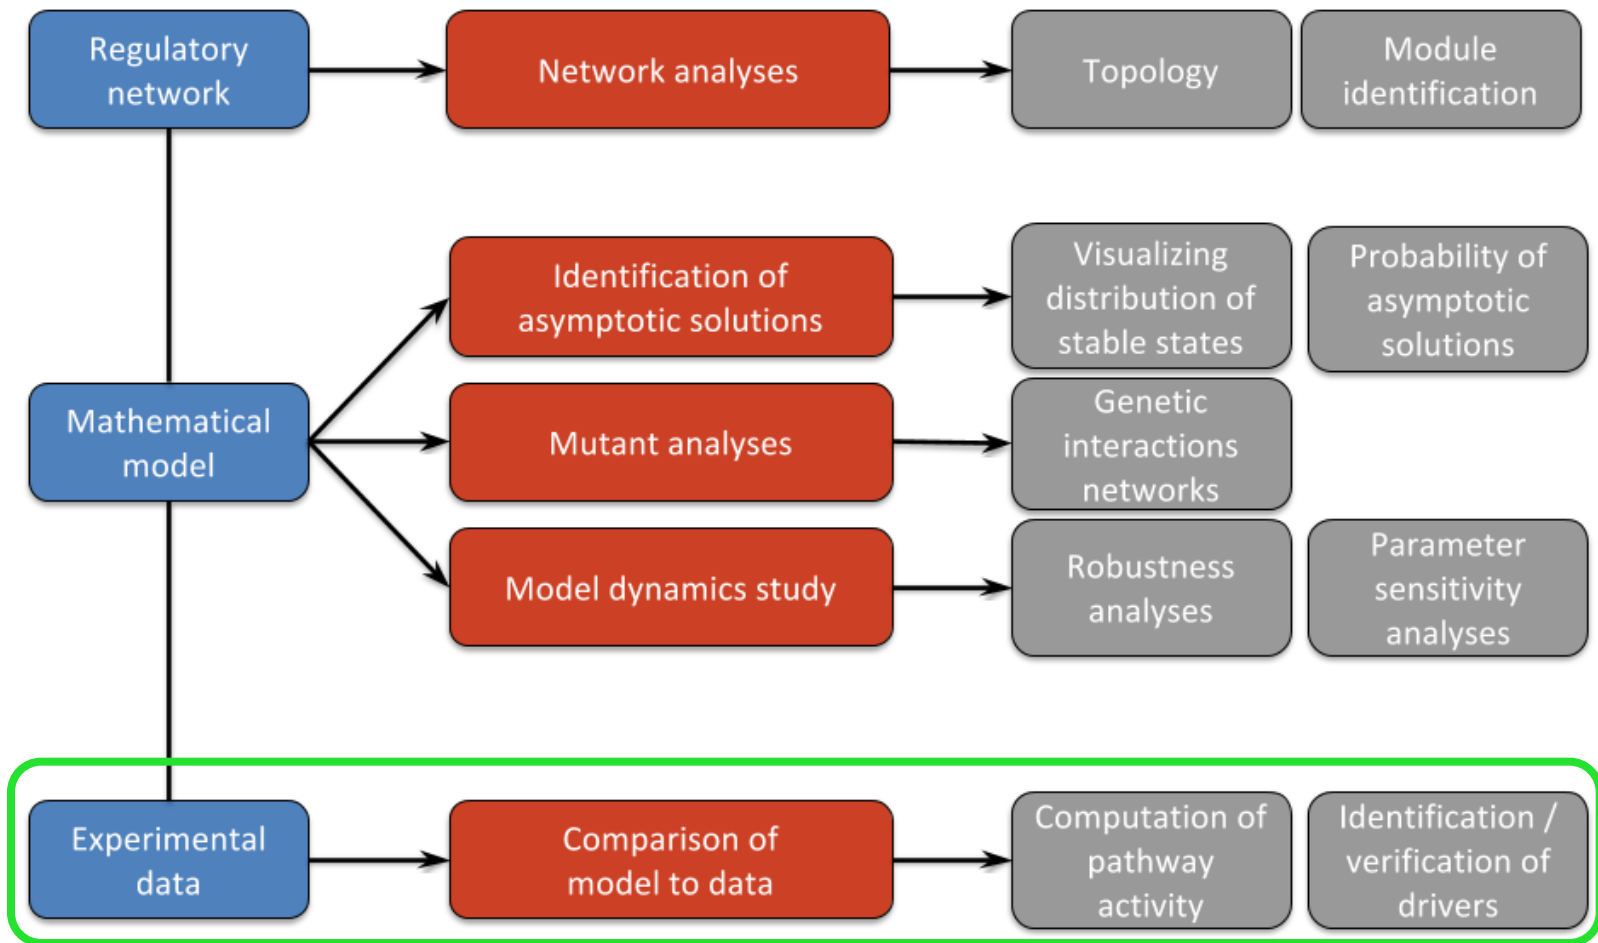 Regulatory
network
Network analyses
Topology
Module
identification
Identification of
asymptotic solutions
Visualizing
distribution of
stable states
Probability of
asymptotic
solutions
Mathematical
model
Mutant analyses
Genetic
interactions
networks
Model dynamics study
Robustness
analyses
Parameter
sensitivity
analyses
Experimental
data
Comparison of
model to data
Computation of
pathway
activity
Identification /
verification of
drivers